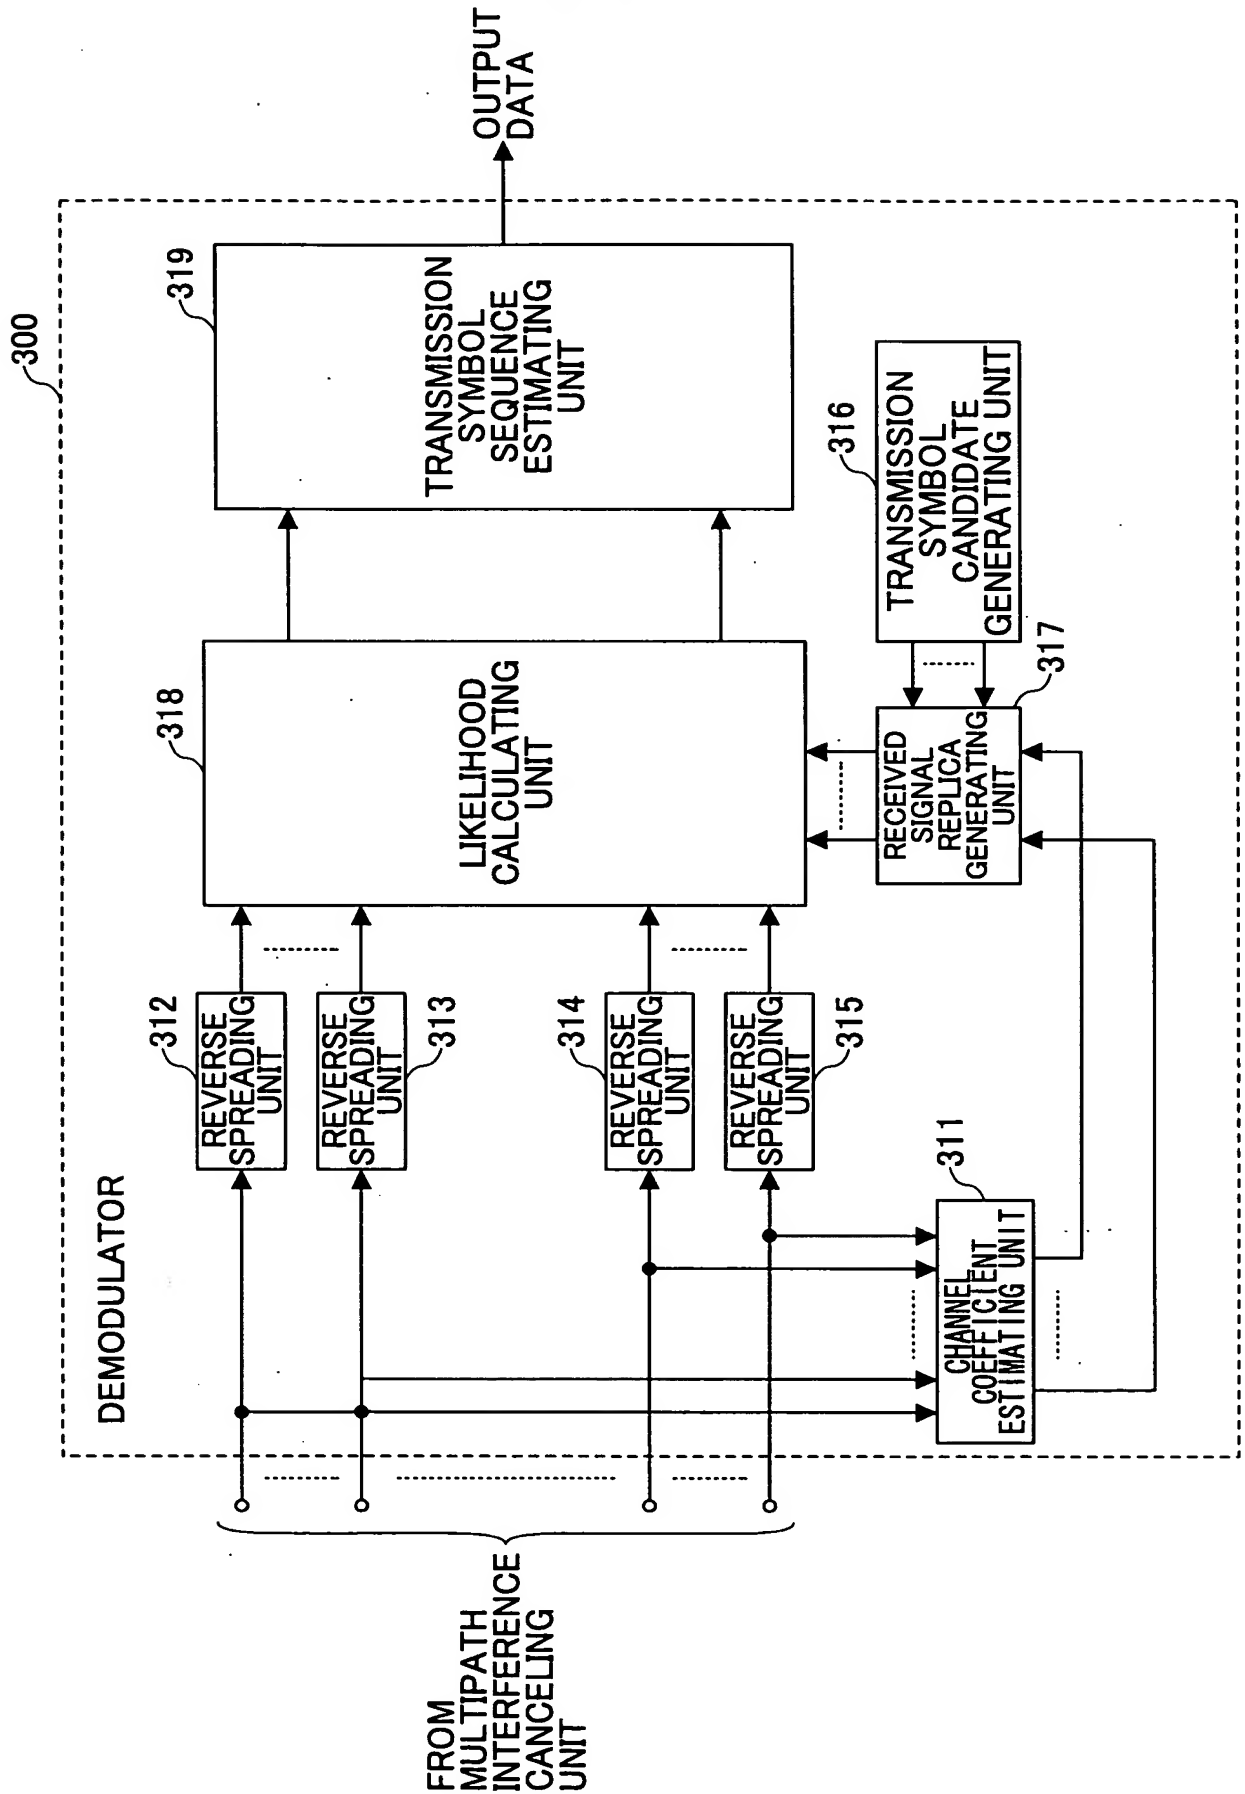 300
DEMODULATOR
312
REVERSE
SPREADING
UNIT
REVERSE
SPREADING
UNIT
313
314
REVERSE
SPREADING
UNIT
REVERSE
SPREADING
UNIT
315
318
LIKELIHOOD
CALCULATING
UNIT
319
TRANSMISSION
SYMBOL
SEQUENCE
ESTIMATING
UNIT
OUTPUT
DATA
FROM
MULTIPATH
INTERFERENCE
CANCELING
UNIT
311
CHANNEL
COEFFICIENT
ESTIMATING UNIT
RECEIVED
SIGNAL
REPLICA
GENERATING
UNIT
317
316
TRANSMISSION
SYMBOL
CANDIDATE
GENERATING UNIT